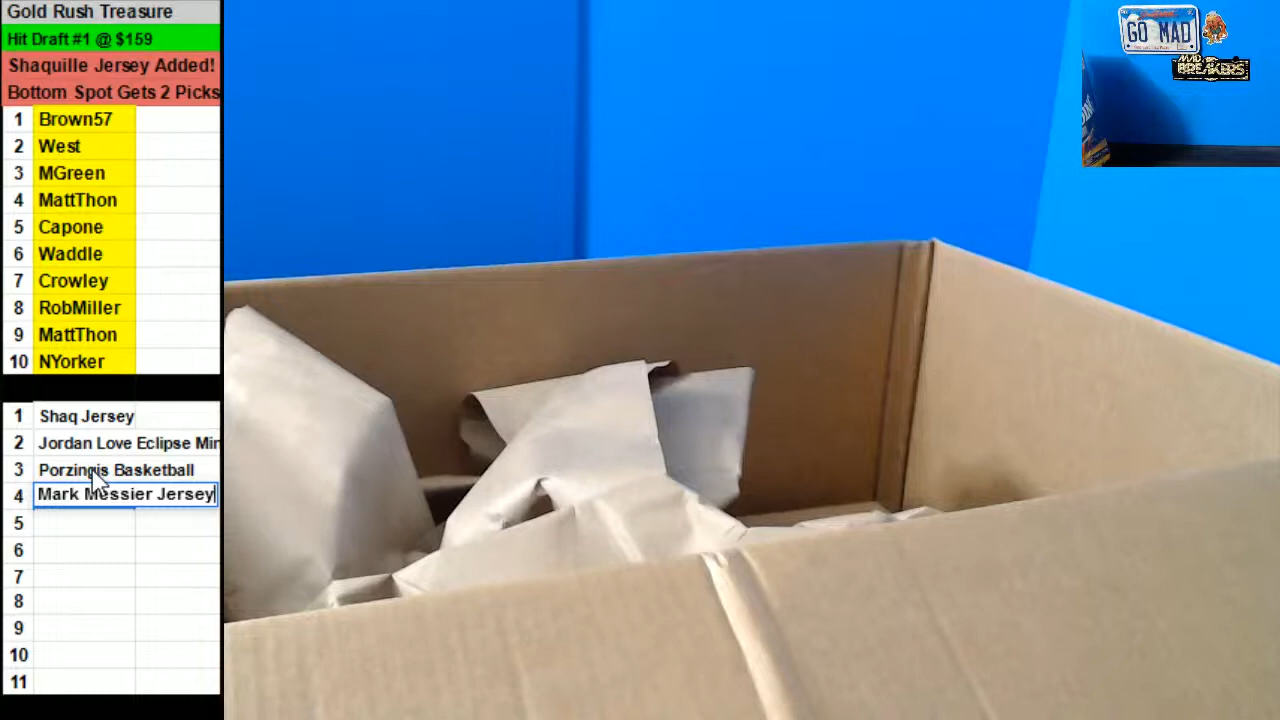 Gold Rush Treasure
Hit Draft #1 @ $159
Shaquille Jersey Added!
Bottom Spot Gets 2 Picks
1 Brown57
2 West
3 MGreen
4 MattThon
5 Capone
6 Waddle
7 Crowley
8 RobMiller
9 MattThon
10 NYorker
1 Shaq Jersey
2 Jordan Love Eclipse Min
3 Porzingis Basketball
4 Mark Messier Jersey
5
6
7
8
9
10
11
GO MAD
MAD
BREAKERS